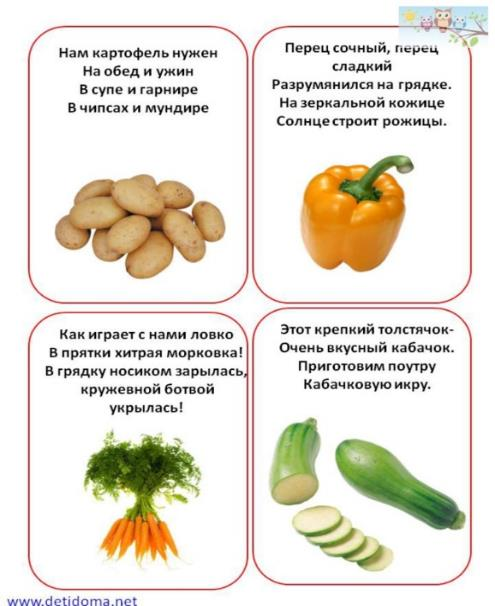 Нам картофель нужен
На обед и ужин
В супе и гарнире
В чипсах и мундире
Перец сочный, перец
сладкий
Разрумянился на грядке.
На зеркальной кожице
Солнце строит рожицы.
Как играет с нами ловко
В прятки хитрая морковка!
В грядку носиком зарылась,
кружевной ботвой
укрылась!
Этот крепкий толстячок-
Очень вкусный кабачок.
Приготовим поутру
Кабачковую икру.
www.detidoma.net